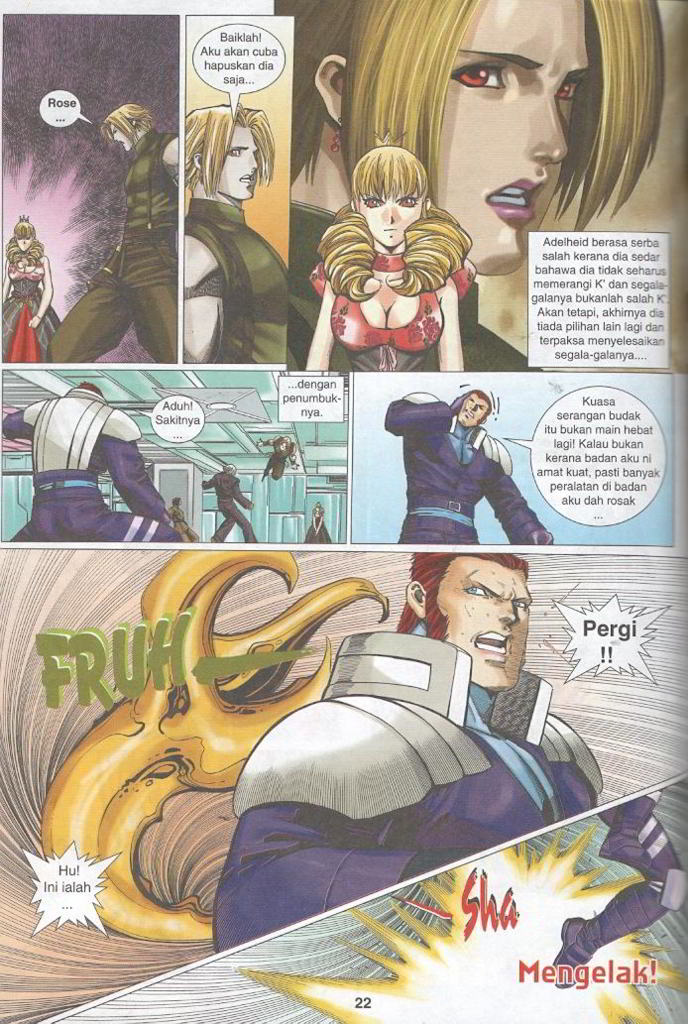 Rose
...
Baiklah!
Aku akan cuba
hapuskan dia
saja...
Adelheid berasa serba
salah kerana dia sedar
bahawa dia tidak seharus
memerangi K' dan segala-
galanya bukanlah salah K'.
Akan tetapi, akhirnya dia
tiada pilihan lain lagi dan
terpaksa menyelesaikan
segala-galanya....
Aduh!
Sakitnya
...
...dengan
penumbuk-
nya.
Kuasa
serangan budak
itu bukan main hebat
lagi! Kalau bukan
kerana badan aku ni
amat kuat, pasti banyak
peralatan di badan
aku dah rosak
...
FRUH
Pergi
!!
Hu!
Ini ialah
...
Sha
Mengelak!
22